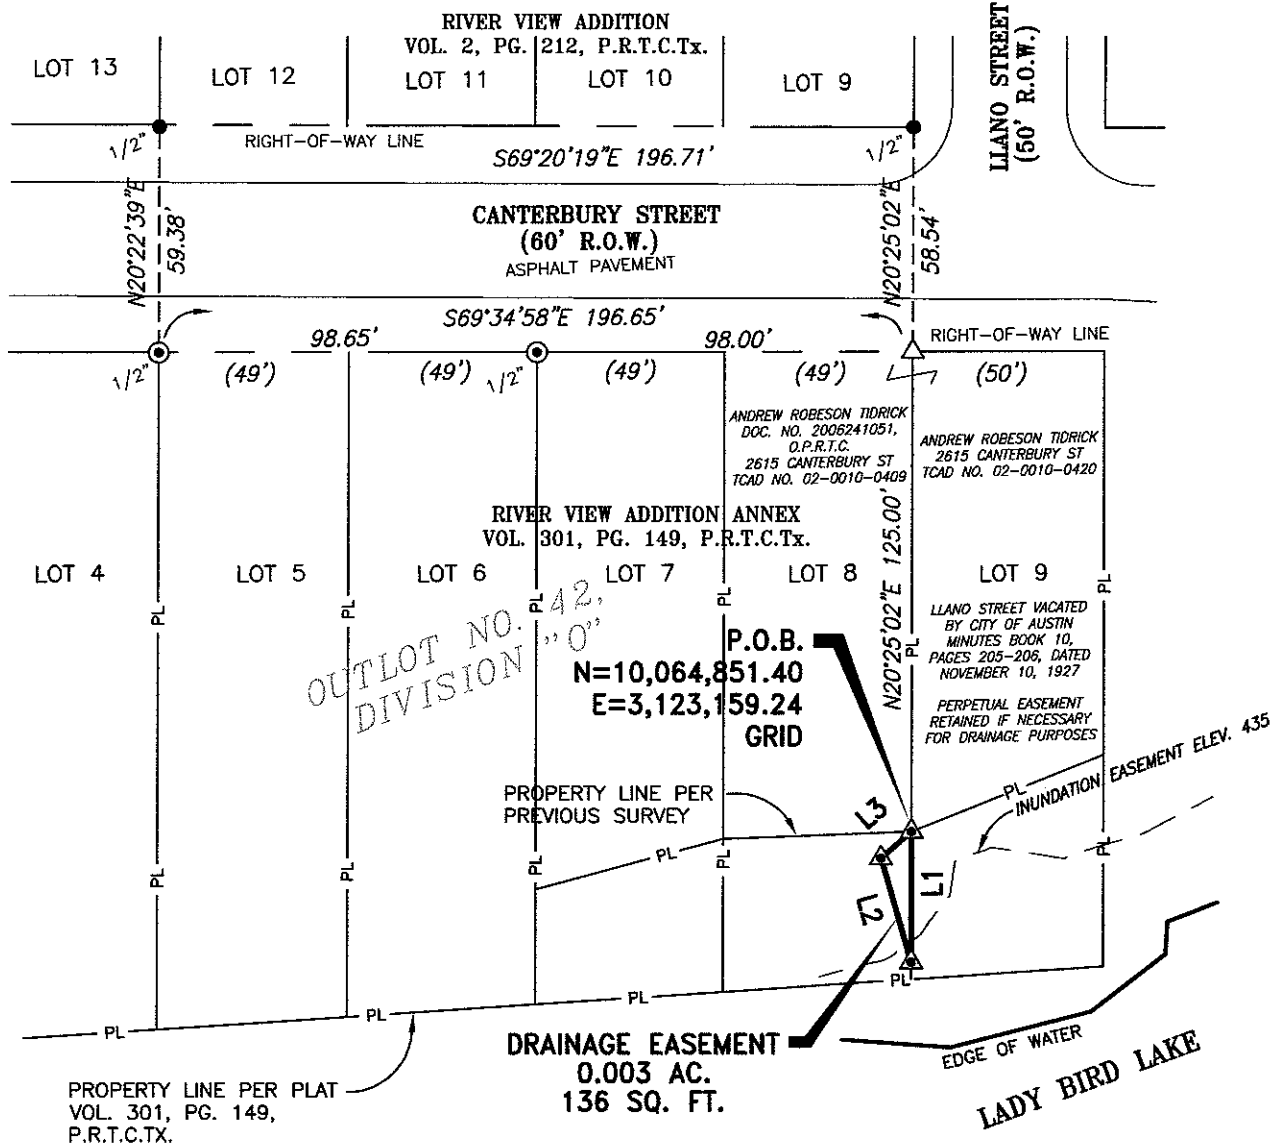 RIVER VIEW ADDITION
VOL. 2, PG. 212, P.R.T.C.Tx.
LLANO STREET
(50' R.O.W.)
LOT 13
LOT 12
LOT 11
LOT 10
LOT 9
1/2"
RIGHT-OF-WAY LINE
1/2"
S69°20'19"E 196.71'
N20°22'39"E
59.38'
CANTERBURY STREET
(60' R.O.W.)
ASPHALT PAVEMENT
N20°25'02"E
58.54'
S69°34'58"E 196.65'
98.65'
98.00'
RIGHT-OF-WAY LINE
1/2"
(49')
(49')
1/2"
(49')
(49')
(50')
ANDREW ROBESON TIDRICK
DOC. NO. 2006241051,
O.P.R.T.C.
2615 CANTERBURY ST
TCAD NO. 02-0010-0409
ANDREW ROBESON TIDRICK
2615 CANTERBURY ST
TCAD NO. 02-0010-0420
N20°25'02"E 125.00'
RIVER VIEW ADDITION ANNEX
VOL. 301, PG. 149, P.R.T.C.Tx.
LOT 4
LOT 5
LOT 6
LOT 7
LOT 8
LOT 9
PL
PL
PL
PL
PL
PL
OUTLOT NO. 42,
DIVISION "O"
LLANO STREET VACATED
BY CITY OF AUSTIN
MINUTES BOOK 10,
PAGES 205-206, DATED
NOVEMBER 10, 1927
PERPETUAL EASEMENT
RETAINED IF NECESSARY
FOR DRAINAGE PURPOSES
P.O.B.
N=10,064,851.40
E=3,123,159.24
GRID
INUNDATION EASEMENT ELEV. 435
PL
PROPERTY LINE PER
PREVIOUS SURVEY
L3
PL
PL
PL
PL
PL
PL
L2
L1
PL
PL
PL
PL
DRAINAGE EASEMENT
0.003 AC.
136 SQ. FT.
EDGE OF WATER
LADY BIRD LAKE
PROPERTY LINE PER PLAT
VOL. 301, PG. 149,
P.R.T.C.TX.